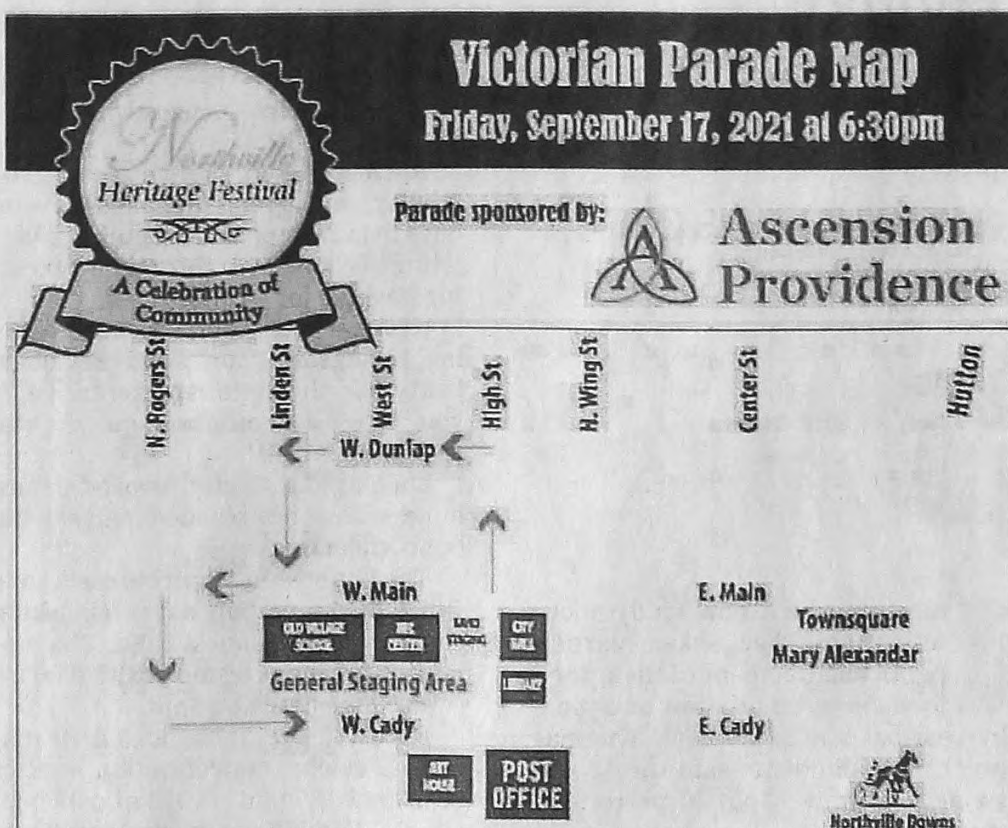 Victorian Parade Map
Friday, September 17, 2021 at 6:30pm
Northville
Heritage Festival
A Celebration of
Community
Parade sponsored by:
Ascension
Providence
N. Rogers St
Linden St
West St
High St
N. Wing St
Center St
Hutton
W. Dunlap
W. Main
E. Main
OLD VILLAGE
SCHOOL
REC
CENTER
CITY
HALL
Townsquare
Mary Alexandar
General Staging Area
LIBRARY
W. Cady
E. Cady
ART
HOUSE
POST
OFFICE
Northville Downs